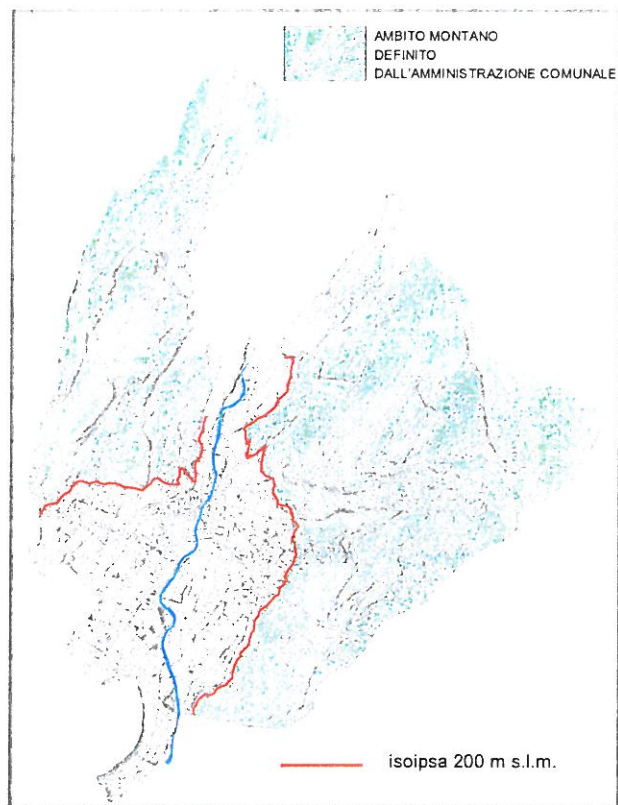 AMBITO MONTANO
DEFINITO
DALL'AMMINISTRAZIONE COMUNALE
isoipsa 200 m s.l.m.